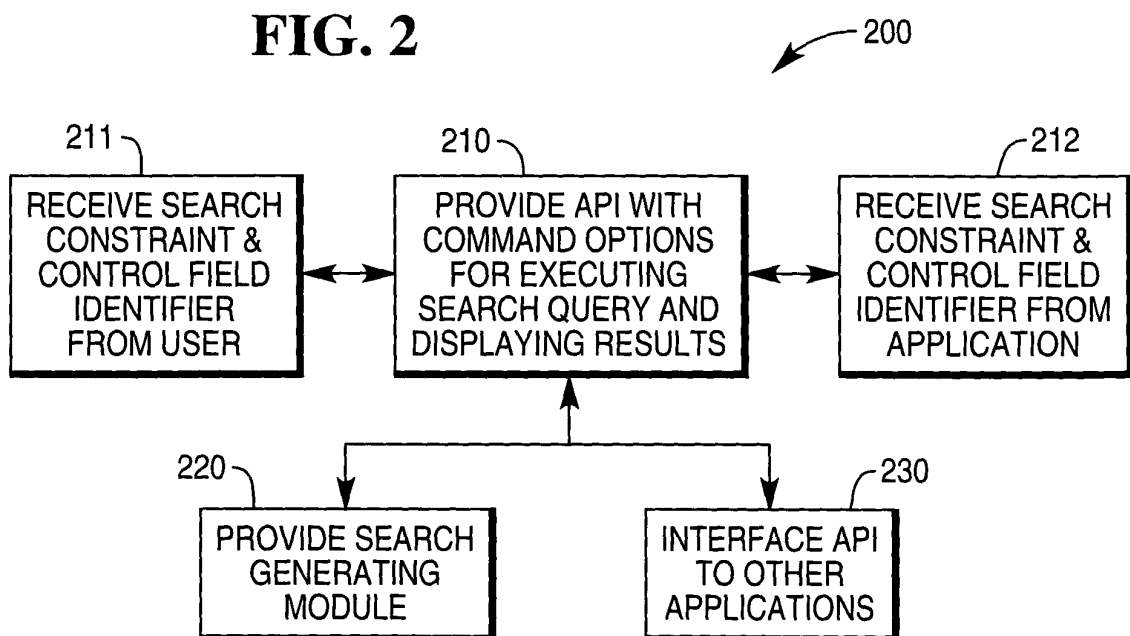 FIG. 2
200
211
RECEIVE SEARCH
CONSTRAINT &
CONTROL FIELD
IDENTIFIER
FROM USER
210
PROVIDE API WITH
COMMAND OPTIONS
FOR EXECUTING
SEARCH QUERY AND
DISPLAYING RESULTS
212
RECEIVE SEARCH
CONSTRAINT &
CONTROL FIELD
IDENTIFIER FROM
APPLICATION
220
PROVIDE SEARCH
GENERATING
MODULE
230
INTERFACE API
TO OTHER
APPLICATIONS